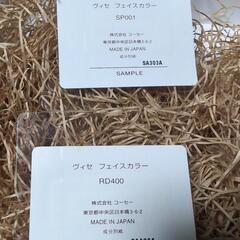 ヴィセ フェイスカラー
SP001
株式会社 コーセー
東京都中央区日本橋3-6-2
MADE IN JAPAN
成分別紙
SA303A
SAMPLE
ヴィセ フェイスカラー
RD400
株式会社 コーセー
東京都中央区日本橋3-6-2
MADE IN JAPAN
成分別紙